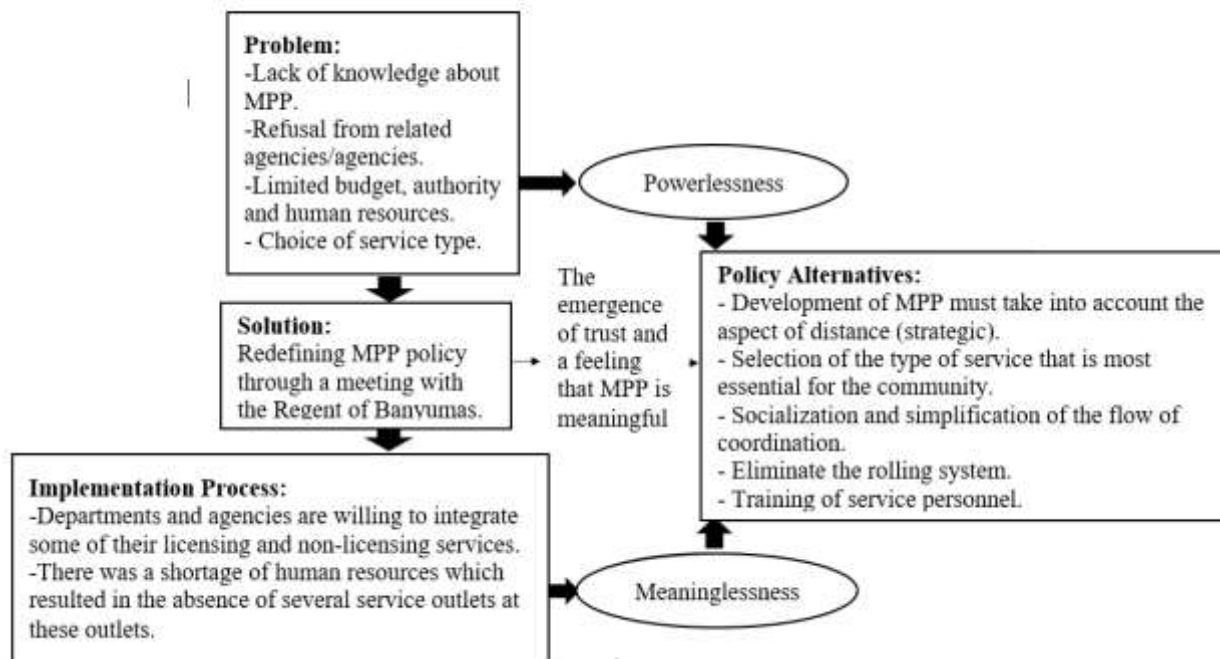 Problem:
-Lack of knowledge about
MPP.
-Refusal from related
agencies/agencies.
-Limited budget, authority
and human resources.
- Choice of service type.
Powerlessness
Solution:
Redefining MPP policy
through a meeting with
the Regent of Banyumas.
The
emergence
of trust and
a feeling
that MPP is
meaningful
Policy Alternatives:
- Development of MPP must take into account the
aspect of distance (strategic).
- Selection of the type of service that is most
essential for the community.
- Socialization and simplification of the flow of
coordination.
- Eliminate the rolling system.
- Training of service personnel.
Implementation Process:
-Departments and agencies are willing to integrate
some of their licensing and non-licensing services.
-There was a shortage of human resources which
resulted in the absence of several service outlets at
these outlets.
Meaninglessness